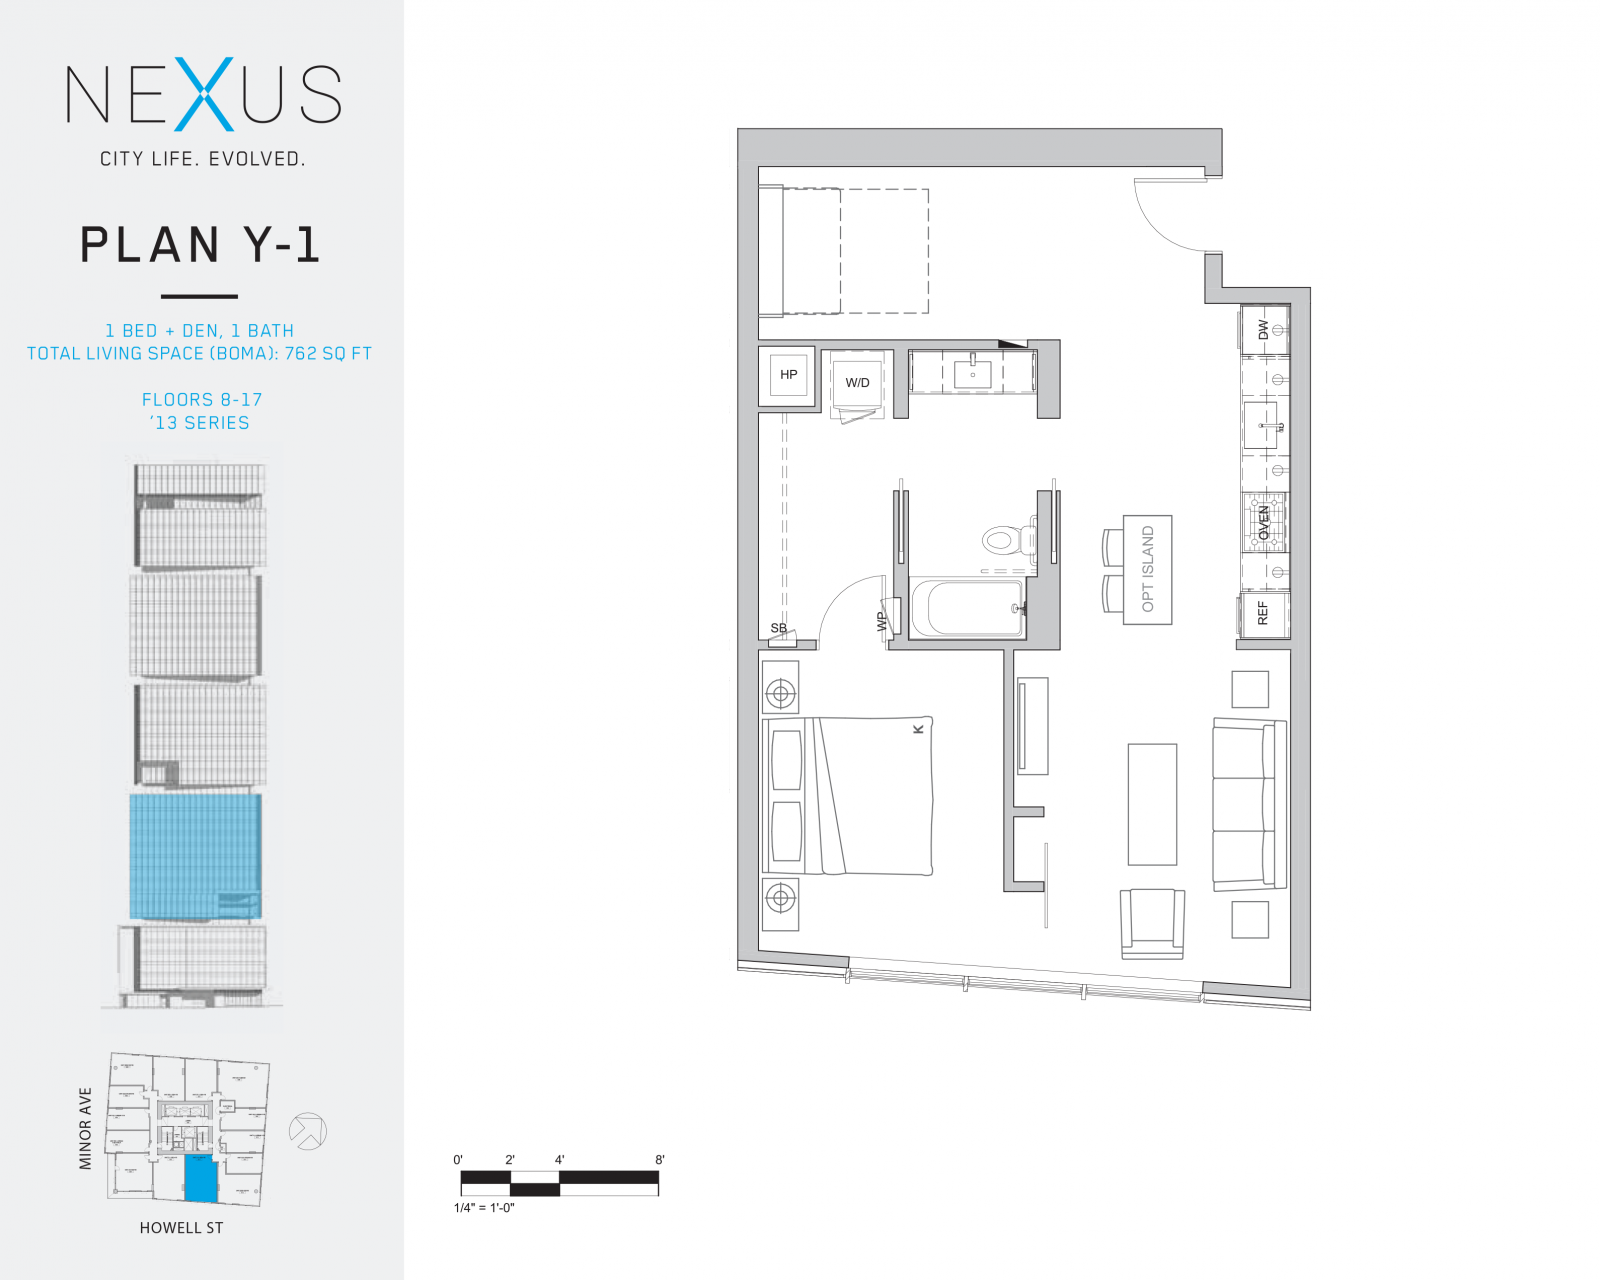 NEXUS
CITY LIFE. EVOLVED.
PLAN Y-1
1 BED + DEN, 1 BATH
TOTAL LIVING SPACE (BOMA): 762 SQ FT
FLOORS 8-17
'13 SERIES
MINOR AVE
HOWELL ST
HP
W/D
DW
OVEN
REF
OPT ISLAND
SB
WP
K
0' 2' 4' 8'
1/4" = 1'-0"